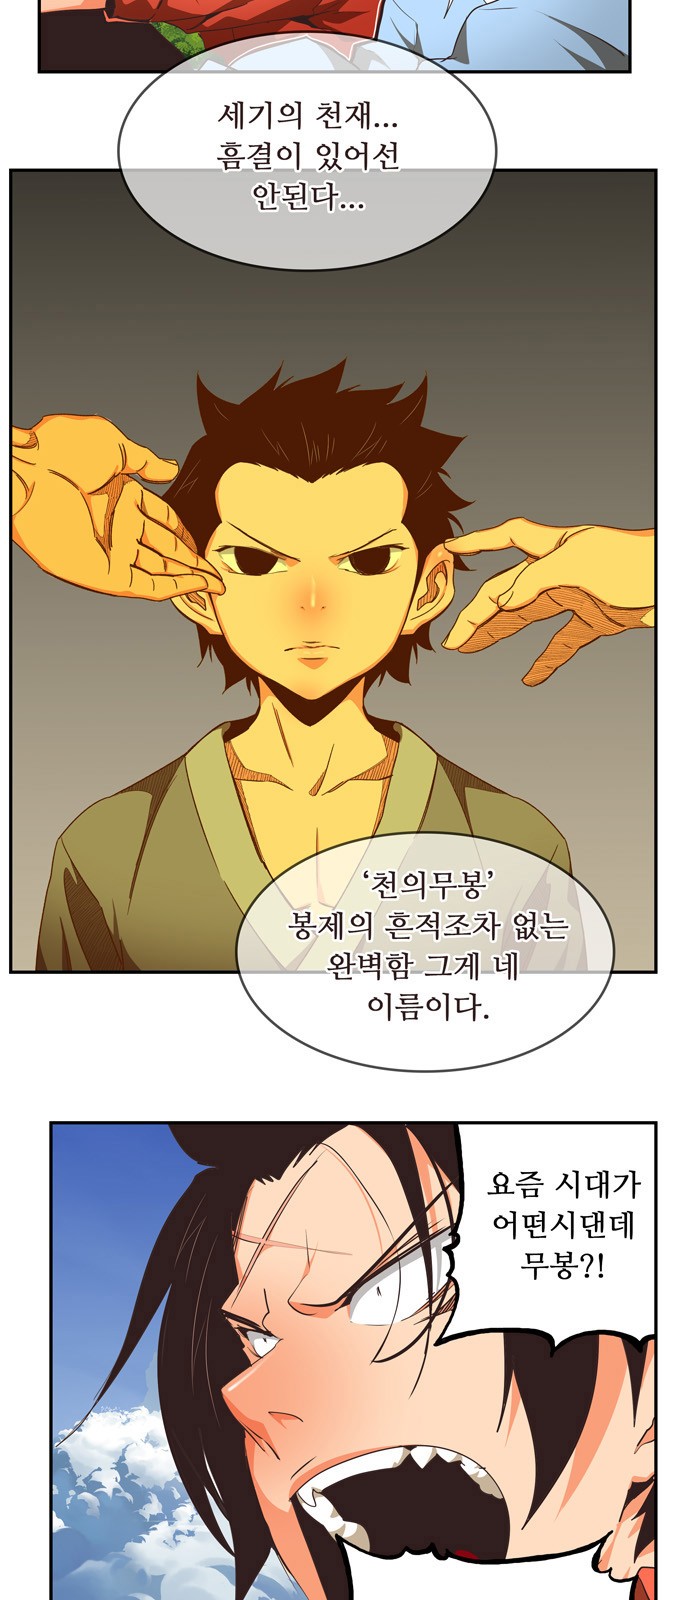 세기의 천재...
흠결이 있어선
안된다...
‘천의무봉’
봉제의 흔적조차 없는
완벽함 그게 네
이름이다.
요즘 시대가
어떤시댄데
무봉?!